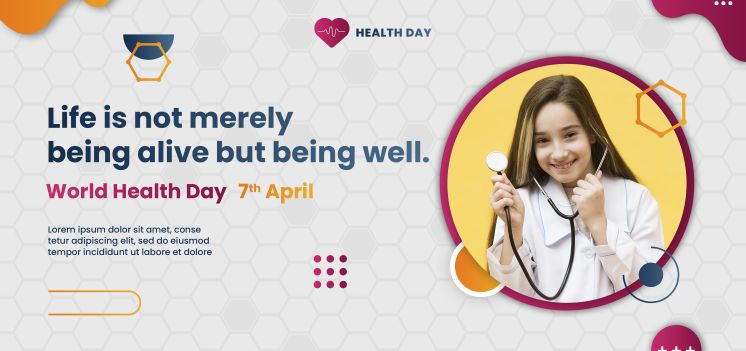 HEALTH DAY
Life is not merely
being alive but being well.
World Health Day 7th April
Lorem ipsum dolor sit amet, conse
tetur adipiscing elit, sed do eiusmod
tempor incididunt ut labore et dolore